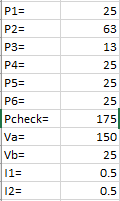 P1= 25
P2= 63
P3= 13
P4= 25
P5= 25
P6= 25
Pcheck= 175
Va= 150
Vb= 25
I1= 0.5
I2= 0.5